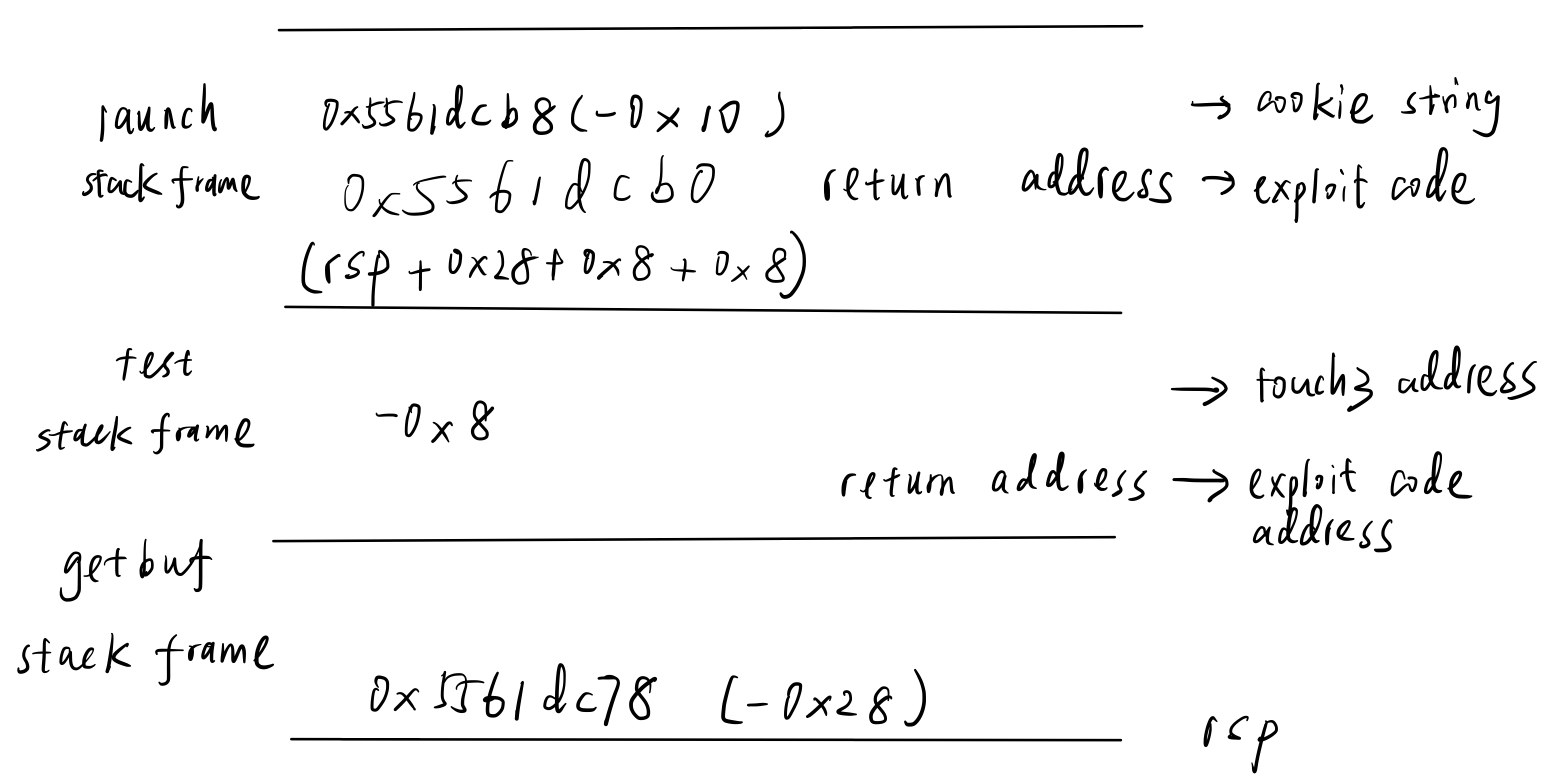 launch 0x5561dcb8 (-0x10) → cookie string
stack frame 0x5561dcb0 return address → exploit code
(rsp + 0x28 + 0x8 + 0x8)
test → touch3 address
stack frame -0x8
return address → exploit code
address
getbuf
stack frame
0x5561dc78 (-0x28)
rsp